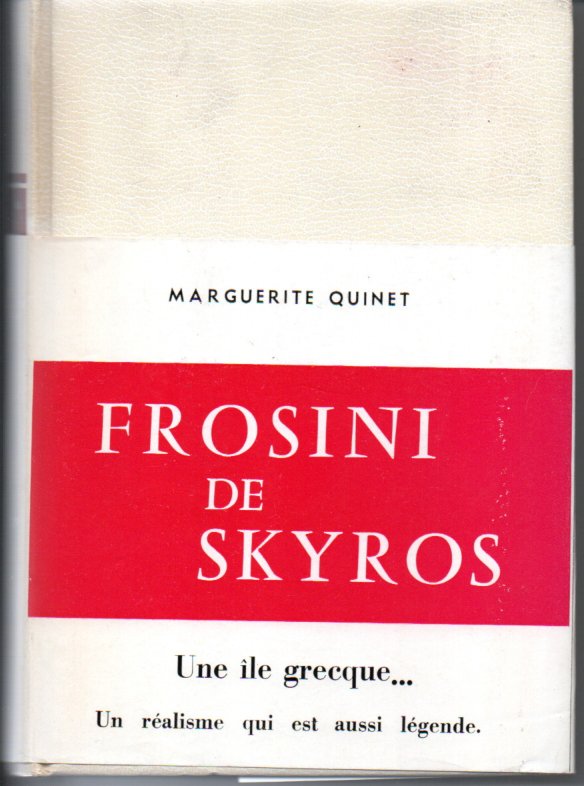 MARGUERITE QUINET
FROSINI
DE
SKYROS
Une île grecque...
Un réalisme qui est aussi légende.